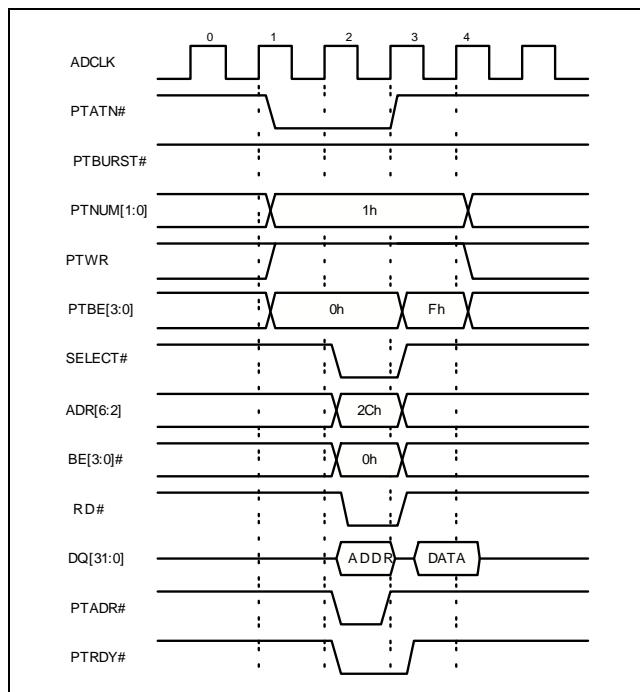 0 1 2 3 4
ADCLK
PTATN#
PTBURST#
PTNUM[1:0] 1h
PTWR
PTBE[3:0] 0h Fh
SELECT#
ADR[6:2] 2Ch
BE[3:0]# 0h
RD#
DQ[31:0] ADDR DATA
PTADR#
PTRDY#